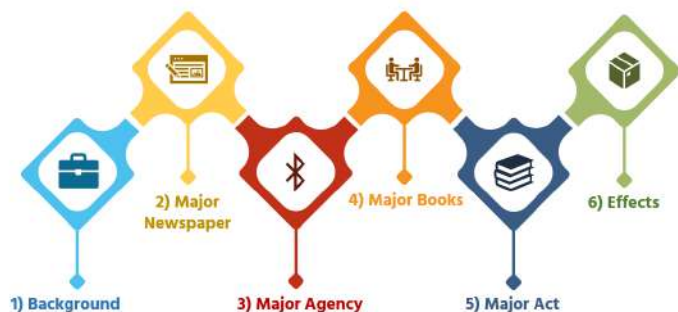 1) Background
2) Major
Newspaper
3) Major Agency
4) Major Books
5) Major Act
6) Effects